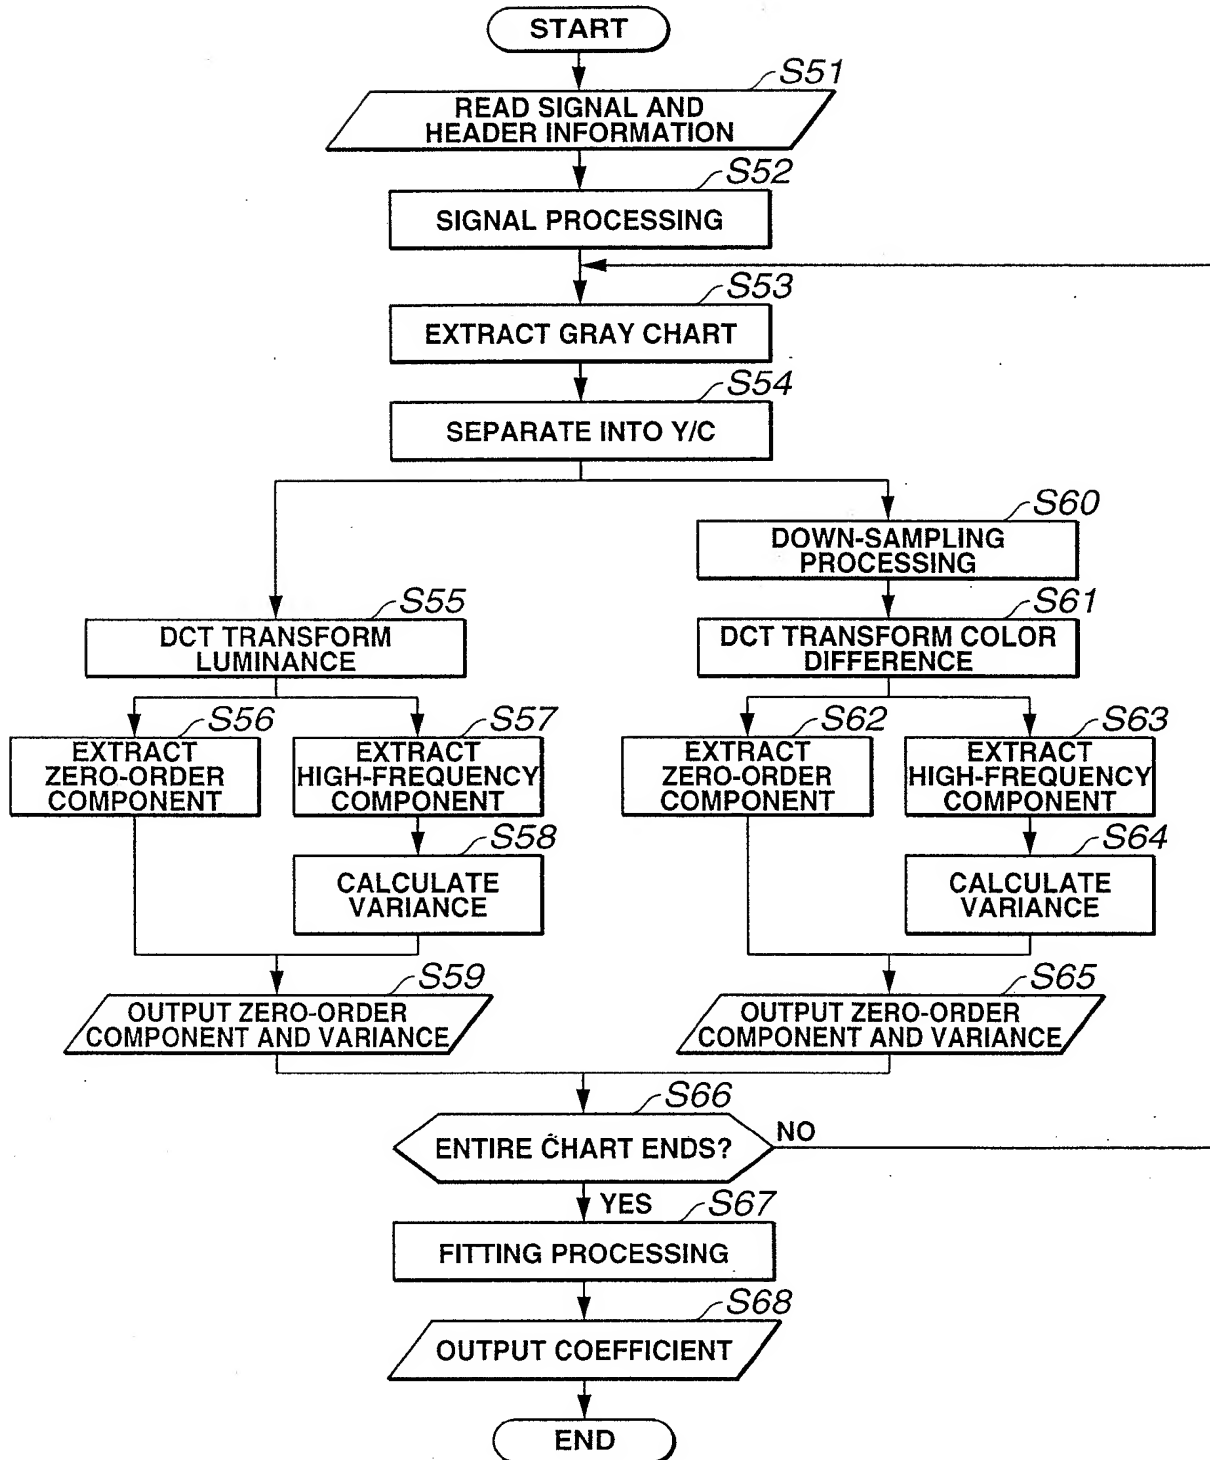 START
S51
READ SIGNAL AND
HEADER INFORMATION
S52
SIGNAL PROCESSING
S53
EXTRACT GRAY CHART
S54
SEPARATE INTO Y/C
S60
DOWN-SAMPLING
PROCESSING
S55
DCT TRANSFORM
LUMINANCE
S61
DCT TRANSFORM COLOR
DIFFERENCE
S56
EXTRACT
ZERO-ORDER
COMPONENT
S57
EXTRACT
HIGH-FREQUENCY
COMPONENT
S62
EXTRACT
ZERO-ORDER
COMPONENT
S63
EXTRACT
HIGH-FREQUENCY
COMPONENT
S58
CALCULATE
VARIANCE
S64
CALCULATE
VARIANCE
S59
OUTPUT ZERO-ORDER
COMPONENT AND VARIANCE
S65
OUTPUT ZERO-ORDER
COMPONENT AND VARIANCE
S66
ENTIRE CHART ENDS?
NO
YES
S67
FITTING PROCESSING
S68
OUTPUT COEFFICIENT
END